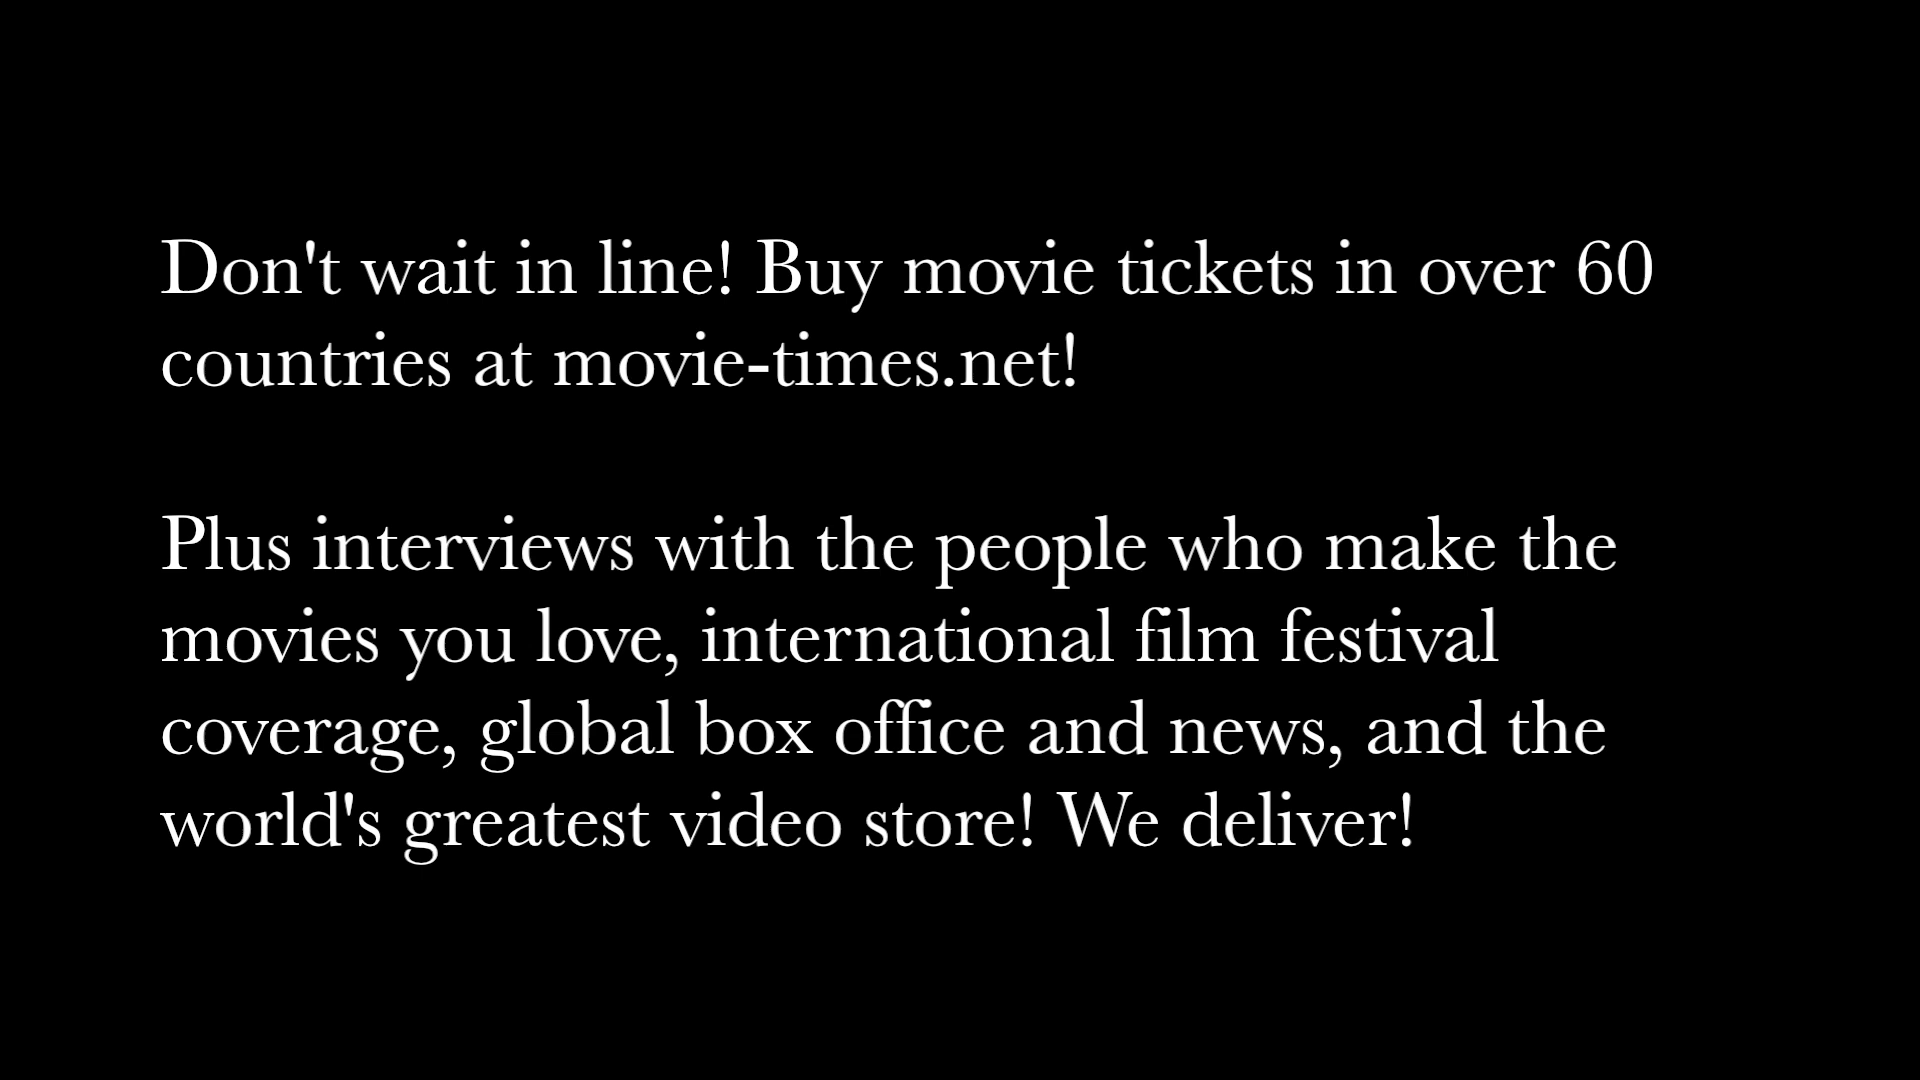 Don't wait in line! Buy movie tickets in over 60
countries at movie-times.net!
Plus interviews with the people who make the
movies you love, international film festival
coverage, global box office and news, and the
world's greatest video store! We deliver!